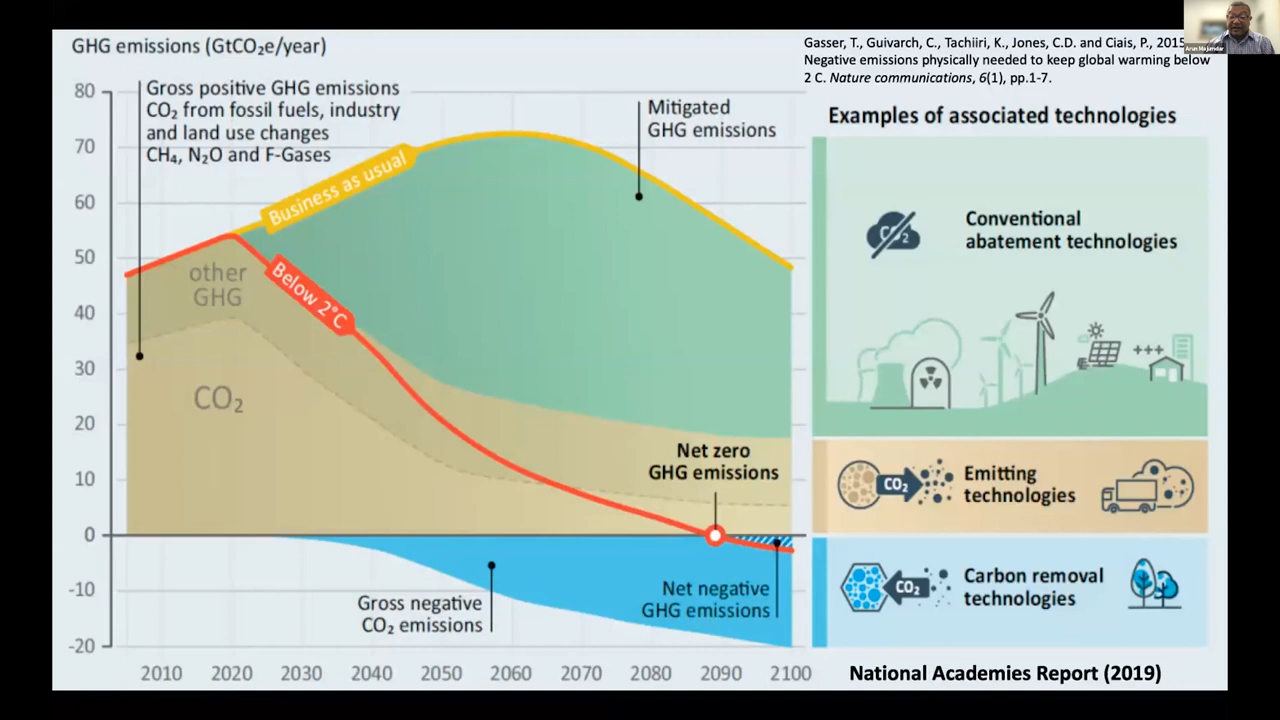 GHG emissions (GtCO₂e/year)
80
70
60
50
40
30
20
10
0
-10
-20
Gross positive GHG emissions
CO₂ from fossil fuels, industry
and land use changes
CH₄, N₂O and F-Gases
Business as usual
Mitigated
GHG emissions
other
GHG
Below 2°C
CO₂
Net zero
GHG emissions
Gross negative
CO₂ emissions
Net negative
GHG emissions
2010 2020 2030 2040 2050 2060 2070 2080 2090 2100
Arun Majumdar
Gasser, T., Guivarch, C., Tachiiri, K., Jones, C.D. and Ciais, P., 2015
Negative emissions physically needed to keep global warming below
2 C. Nature communications, 6(1), pp.1-7.
Examples of associated technologies
CO₂
Conventional
abatement technologies
+++
CO₂
Emitting
technologies
CO₂
Carbon removal
technologies
National Academies Report (2019)